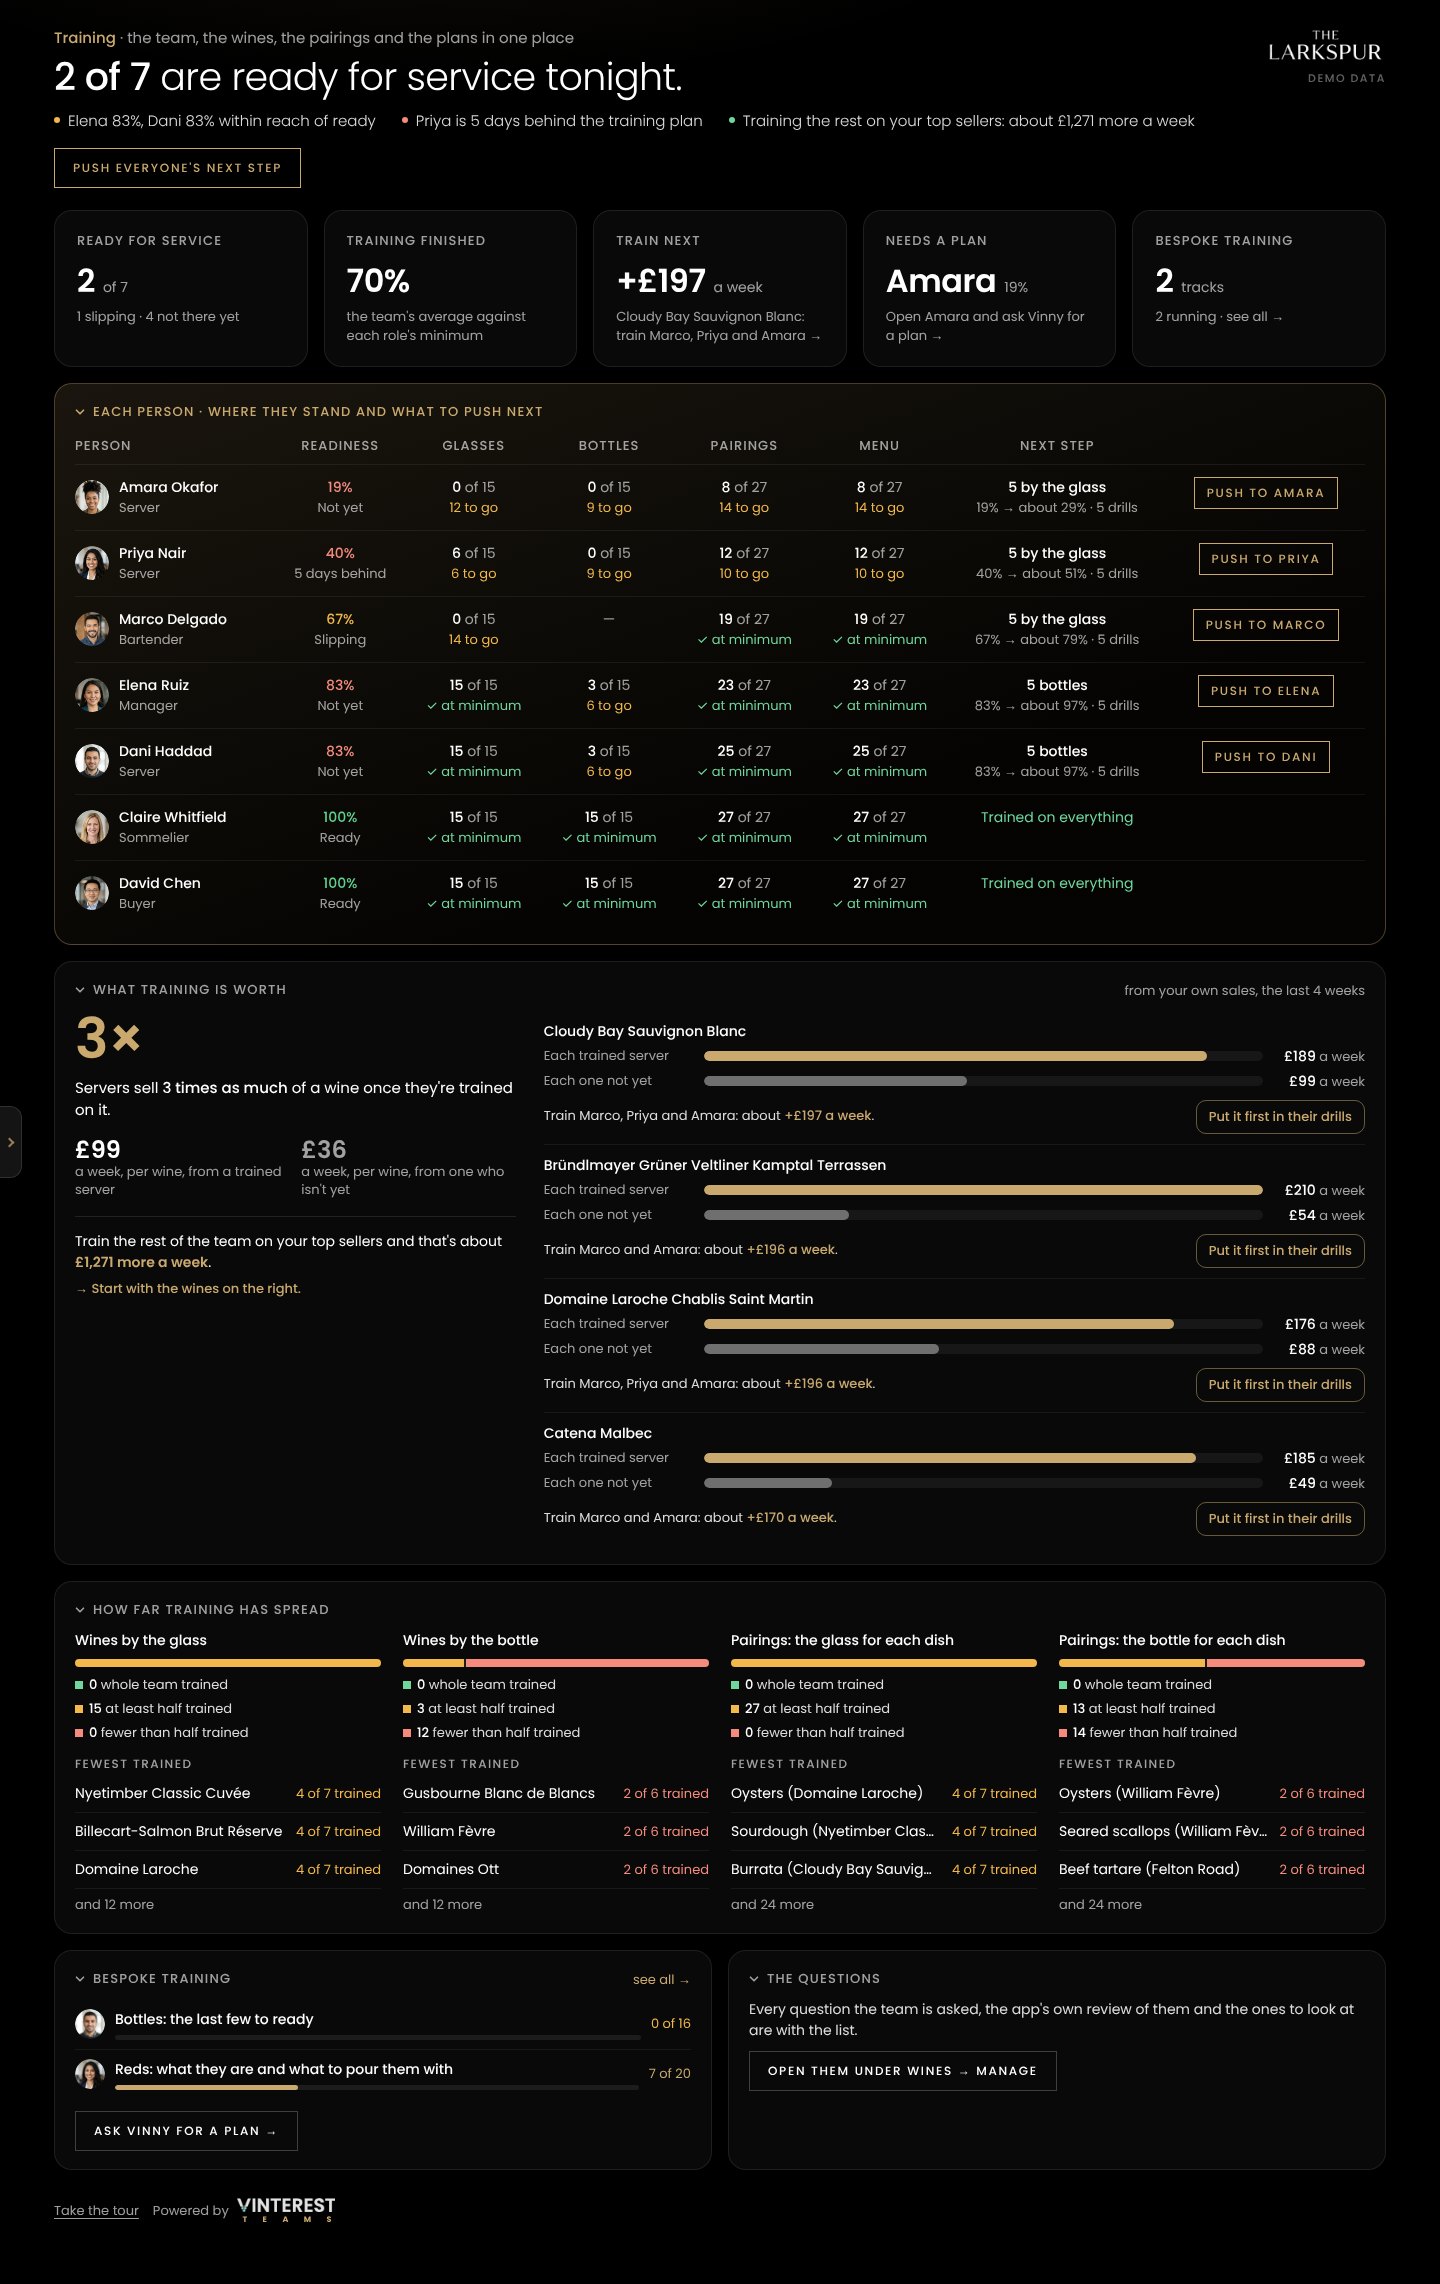 Training · the team, the wines, the pairings and the plans in one place
THE
LARKSPUR
DEMO DATA
2 of 7 are ready for service tonight.
Elena 83%, Dani 83% within reach of ready
Priya is 5 days behind the training plan
Training the rest on your top sellers: about £1,271 more a week
PUSH EVERYONE'S NEXT STEP
READY FOR SERVICE
2 of 7
1 slipping · 4 not there yet
TRAINING FINISHED
70%
the team's average against
each role's minimum
TRAIN NEXT
+£197 a week
Cloudy Bay Sauvignon Blanc:
train Marco, Priya and Amara →
NEEDS A PLAN
Amara 19%
Open Amara and ask Vinny for
a plan →
BESPOKE TRAINING
2 tracks
2 running · see all →
EACH PERSON · WHERE THEY STAND AND WHAT TO PUSH NEXT
PERSON READINESS GLASSES BOTTLES PAIRINGS MENU NEXT STEP
Amara Okafor 19% 0 of 15 0 of 15 8 of 27 8 of 27 5 by the glass PUSH TO AMARA
Server Not yet 12 to go 9 to go 14 to go 14 to go 19% → about 29% · 5 drills
Priya Nair 40% 6 of 15 0 of 15 12 of 27 12 of 27 5 by the glass PUSH TO PRIYA
Server 5 days behind 6 to go 9 to go 10 to go 10 to go 40% → about 51% · 5 drills
Marco Delgado 67% 0 of 15 — 19 of 27 19 of 27 5 by the glass PUSH TO MARCO
Bartender Slipping 14 to go ✓ at minimum ✓ at minimum 67% → about 79% · 5 drills
Elena Ruiz 83% 15 of 15 3 of 15 23 of 27 23 of 27 5 bottles PUSH TO ELENA
Manager Not yet ✓ at minimum 6 to go ✓ at minimum ✓ at minimum 83% → about 97% · 5 drills
Dani Haddad 83% 15 of 15 3 of 15 25 of 27 25 of 27 5 bottles PUSH TO DANI
Server Not yet ✓ at minimum 6 to go ✓ at minimum ✓ at minimum 83% → about 97% · 5 drills
Claire Whitfield 100% 15 of 15 15 of 15 27 of 27 27 of 27 Trained on everything
Sommelier Ready ✓ at minimum ✓ at minimum ✓ at minimum ✓ at minimum
David Chen 100% 15 of 15 15 of 15 27 of 27 27 of 27 Trained on everything
Buyer Ready ✓ at minimum ✓ at minimum ✓ at minimum ✓ at minimum
WHAT TRAINING IS WORTH
from your own sales, the last 4 weeks
3×
Servers sell 3 times as much of a wine once they're trained
on it.
£99
a week, per wine, from a trained
server
£36
a week, per wine, from one who
isn't yet
Train the rest of the team on your top sellers and that's about
£1,271 more a week.
→ Start with the wines on the right.
Cloudy Bay Sauvignon Blanc
Each trained server £189 a week
Each one not yet £99 a week
Train Marco, Priya and Amara: about +£197 a week. Put it first in their drills
Bründlmayer Grüner Veltliner Kamptal Terrassen
Each trained server £210 a week
Each one not yet £54 a week
Train Marco and Amara: about +£196 a week. Put it first in their drills
Domaine Laroche Chablis Saint Martin
Each trained server £176 a week
Each one not yet £88 a week
Train Marco, Priya and Amara: about +£196 a week. Put it first in their drills
Catena Malbec
Each trained server £185 a week
Each one not yet £49 a week
Train Marco and Amara: about +£170 a week. Put it first in their drills
HOW FAR TRAINING HAS SPREAD
Wines by the glass
0 whole team trained
15 at least half trained
0 fewer than half trained
FEWEST TRAINED
Nyetimber Classic Cuvée 4 of 7 trained
Billecart-Salmon Brut Réserve 4 of 7 trained
Domaine Laroche 4 of 7 trained
and 12 more
Wines by the bottle
0 whole team trained
3 at least half trained
12 fewer than half trained
FEWEST TRAINED
Gusbourne Blanc de Blancs 2 of 6 trained
William Fèvre 2 of 6 trained
Domaines Ott 2 of 6 trained
and 12 more
Pairings: the glass for each dish
0 whole team trained
27 at least half trained
0 fewer than half trained
FEWEST TRAINED
Oysters (Domaine Laroche) 4 of 7 trained
Sourdough (Nyetimber Clas... 4 of 7 trained
Burrata (Cloudy Bay Sauvig... 4 of 7 trained
and 24 more
Pairings: the bottle for each dish
0 whole team trained
13 at least half trained
14 fewer than half trained
FEWEST TRAINED
Oysters (William Fèvre) 2 of 6 trained
Seared scallops (William Fèv... 2 of 6 trained
Beef tartare (Felton Road) 2 of 6 trained
and 24 more
BESPOKE TRAINING
see all →
Bottles: the last few to ready 0 of 16
Reds: what they are and what to pour them with 7 of 20
ASK VINNY FOR A PLAN →
THE QUESTIONS
Every question the team is asked, the app's own review of them and the ones to look at
are with the list.
OPEN THEM UNDER WINES → MANAGE
Take the tour Powered by VINTEREST
TEAMS